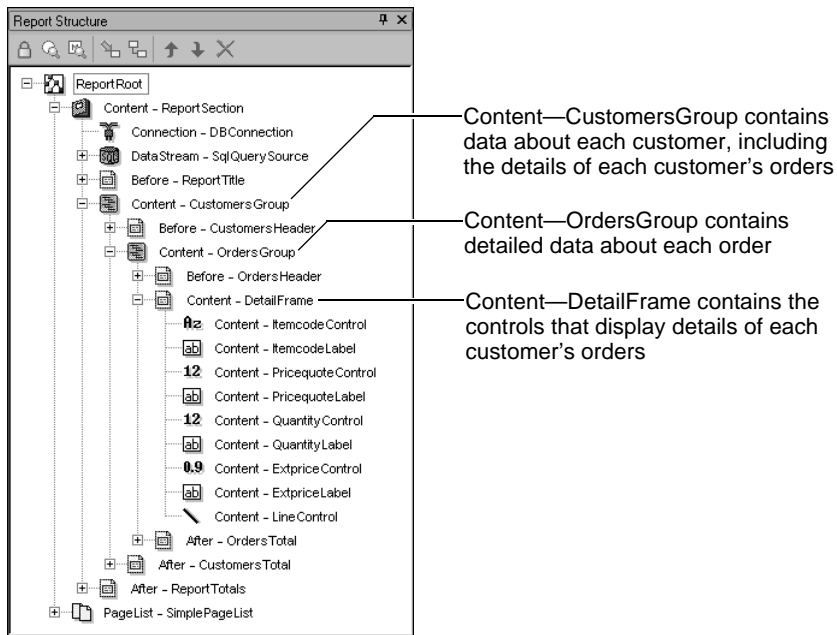 Report Structure
ReportRoot
Content – ReportSection
Connection – DBConnection
DataStream – SqlQuerySource
Before – ReportTitle
Content – CustomersGroup
Before – CustomersHeader
Content – OrdersGroup
Before – OrdersHeader
Content – DetailFrame
Content – ItemcodeControl
Content – ItemcodeLabel
Content – PricequoteControl
Content – PricequoteLabel
Content – QuantityControl
Content – QuantityLabel
Content – ExtpriceControl
Content – ExtpriceLabel
Content – LineControl
After – OrdersTotal
After – CustomersTotal
After – ReportTotals
PageList – SimplePageList
Content—CustomersGroup contains
data about each customer, including
the details of each customer’s orders
Content—OrdersGroup contains
detailed data about each order
Content—DetailFrame contains the
controls that display details of each
customer’s orders